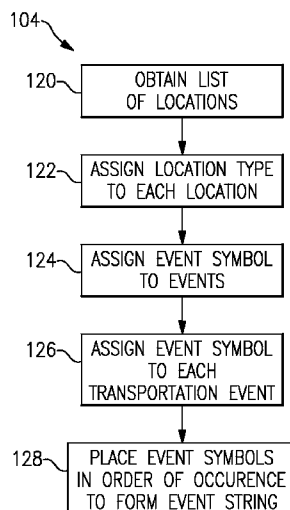 104
120
OBTAIN LIST
OF LOCATIONS
122
ASSIGN LOCATION TYPE
TO EACH LOCATION
124
ASSIGN EVENT SYMBOL
TO EVENTS
126
ASSIGN EVENT SYMBOL
TO EACH
TRANSPORTATION EVENT
128
PLACE EVENT SYMBOLS
IN ORDER OF OCCURENCE
TO FORM EVENT STRING